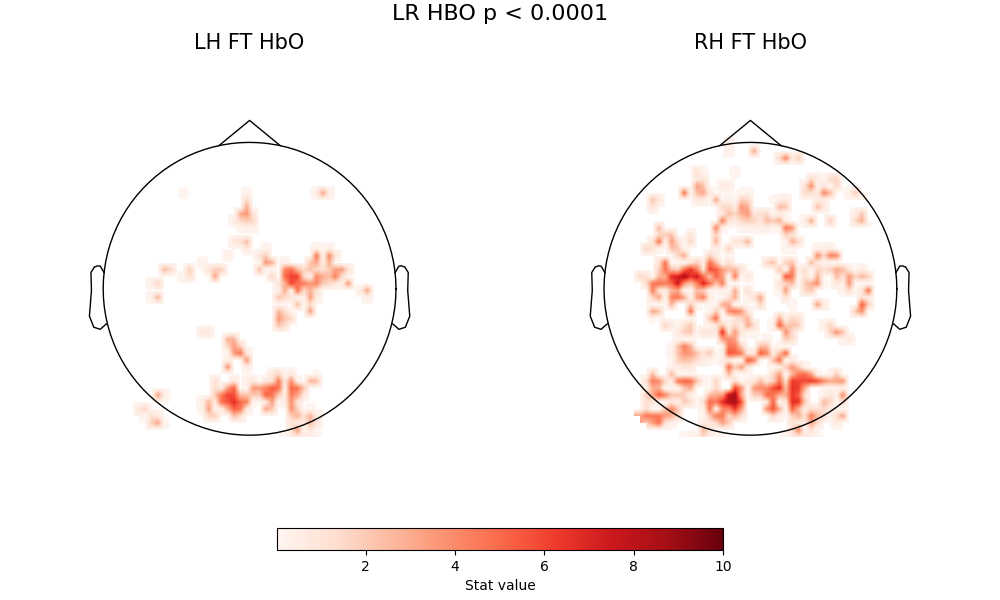 LR HBO p < 0.0001
LH FT HbO
RH FT HbO
2 4 6 8 10
Stat value